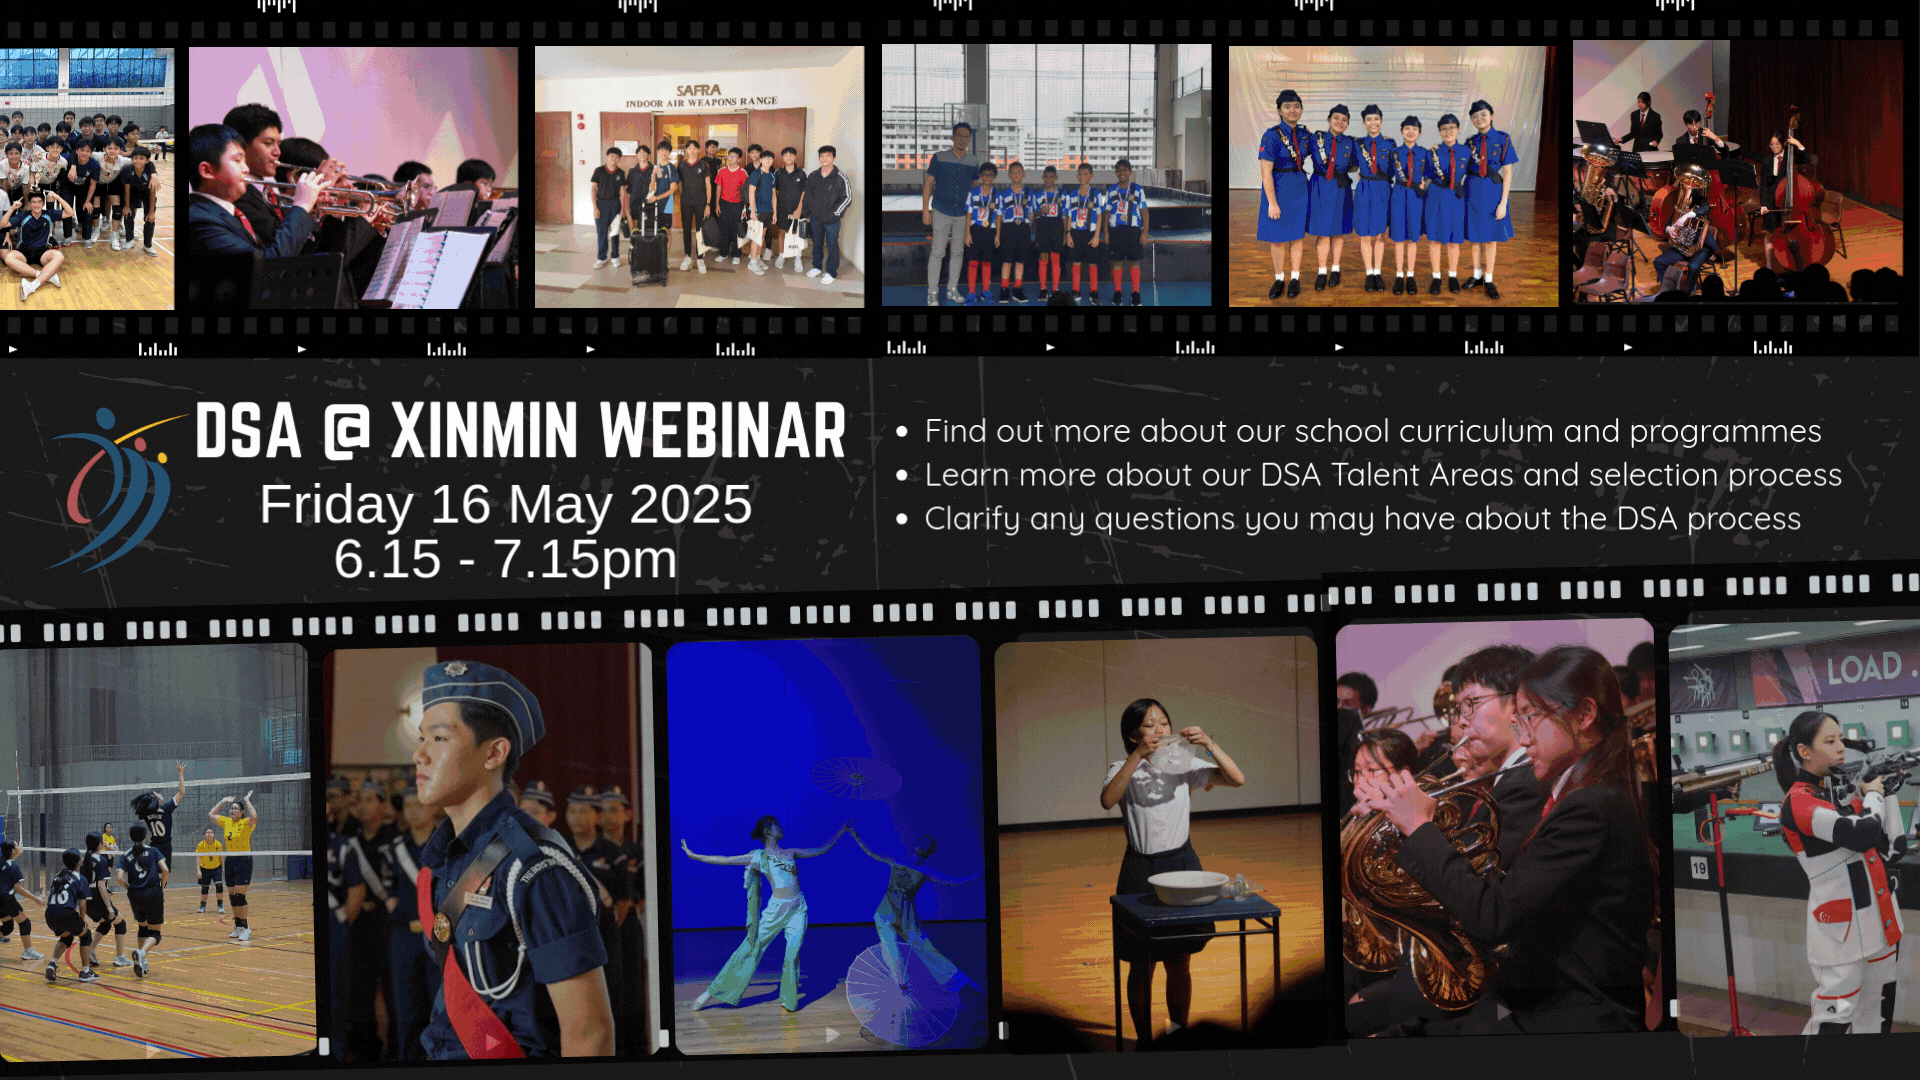 SAFRA
INDOOR AIR WEAPONS RANGE
DSA @ XINMIN WEBINAR
Friday 16 May 2025
6.15 - 7.15pm
• Find out more about our school curriculum and programmes
• Learn more about our DSA Talent Areas and selection process
• Clarify any questions you may have about the DSA process
10
2
LOAD .
19